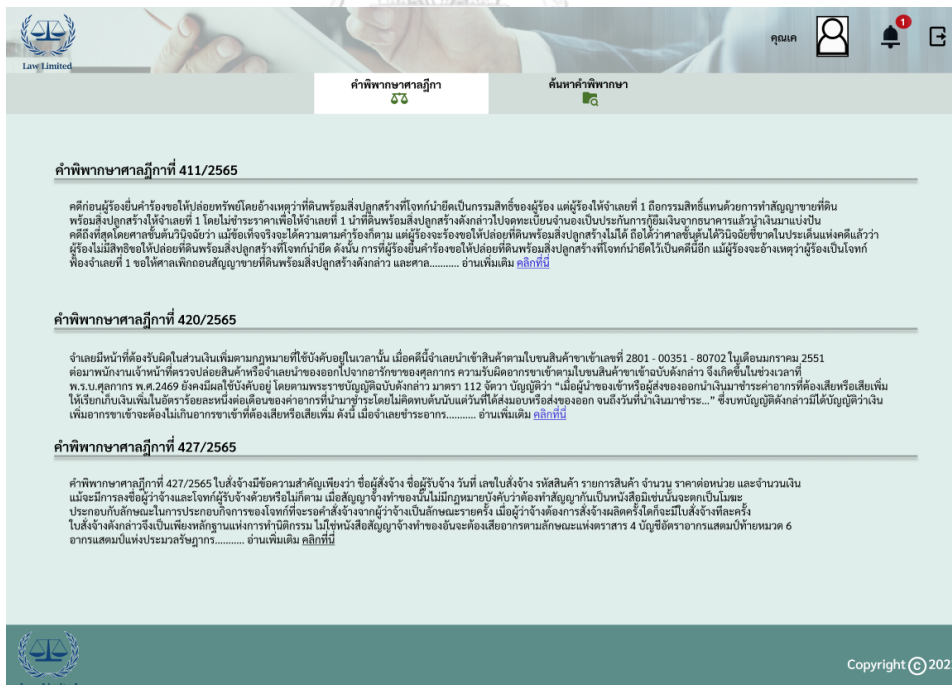 คุณเค
1
Law Limited
คำพิพากษาศาลฎีกา
ค้นหาคำพิพากษา
คำพิพากษาศาลฎีกาที่ 411/2565
คดีก่อนผู้ร้องยื่นคำร้องขอให้ปล่อยทรัพย์โดยอ้างเหตุว่าที่ดินพร้อมสิ่งปลูกสร้างที่โจทก์นำยึดเป็นกรรมสิทธิ์ของผู้ร้อง แต่ผู้ร้องให้จำเลยที่ 1 ถือกรรมสิทธิ์แทนด้วยการทำสัญญาขายที่ดิน
พร้อมสิ่งปลูกสร้างให้จำเลยที่ 1 โดยไม่ชำระราคาเพื่อให้จำเลยที่ 1 นำที่ดินพร้อมสิ่งปลูกสร้างดังกล่าวไปจดทะเบียนจำนองเป็นประกันการกู้ยืมเงินจากธนาคารแล้วนำเงินมาแบ่งปัน
คดีถึงที่สุดโดยศาลชั้นต้นวินิจฉัยว่า แม้ข้อเท็จจริงจะได้ความตามคำร้องก็ตาม แต่ผู้ร้องจะร้องขอให้ปล่อยที่ดินพร้อมสิ่งปลูกสร้างไม่ได้ ถือได้ว่าศาลชั้นต้นได้วินิจฉัยชี้ขาดในประเด็นแห่งคดีแล้วว่า
ผู้ร้องไม่มีสิทธิขอให้ปล่อยที่ดินพร้อมสิ่งปลูกสร้างที่โจทก์นำยึด ดังนั้น การที่ผู้ร้องยื่นคำร้องขอให้ปล่อยที่ดินพร้อมสิ่งปลูกสร้างที่โจทก์นำยึดไว้เป็นคดีนี้อีก แม้ผู้ร้องจะอ้างเหตุว่าผู้ร้องเป็นโจทก์
ฟ้องจำเลยที่ 1 ขอให้ศาลเพิกถอนสัญญาขายที่ดินพร้อมสิ่งปลูกสร้างดังกล่าว และศาล........... อ่านเพิ่มเติม คลิกที่นี่
คำพิพากษาศาลฎีกาที่ 420/2565
จำเลยมีหน้าที่ต้องรับผิดในส่วนเงินเพิ่มตามกฎหมายที่ใช้บังคับอยู่ในเวลานั้น เมื่อคดีนี้จำเลยนำเข้าสินค้าตามใบขนสินค้าขาเข้าเลขที่ 2801 - 00351 - 80702 ในเดือนมกราคม 2551
ต่อมาพนักงานเจ้าหน้าที่ตรวจปล่อยสินค้าหรือจำเลยนำของออกไปจากอารักขาของศุลกากร ความรับผิดอากรขาเข้าตามใบขนสินค้าขาเข้าฉบับดังกล่าว จึงเกิดขึ้นในช่วงเวลาที่
พ.ร.บ.ศุลกากร พ.ศ.2469 ยังคงมีผลใช้บังคับอยู่ โดยตามพระราชบัญญัติฉบับดังกล่าว มาตรา 112 จัตวา บัญญัติว่า “เมื่อผู้นำของเข้าหรือผู้ส่งของออกนำเงินมาชำระค่าอากรที่ต้องเสียหรือเสียเพิ่ม
ให้เรียกเก็บเงินเพิ่มในอัตราร้อยละหนึ่งต่อเดือนของค่าอากรที่นำมาชำระโดยไม่คิดทบต้นนับแต่วันที่ได้ส่งมอบหรือส่งของออก จนถึงวันที่นำเงินมาชำระ...” ซึ่งบทบัญญัติดังกล่าวมิได้บัญญัติว่าเงิน
เพิ่มอากรขาเข้าจะต้องไม่เกินอากรขาเข้าที่ต้องเสียหรือเสียเพิ่ม ดังนี้ เมื่อจำเลยชำระอากร.......... อ่านเพิ่มเติม คลิกที่นี่
คำพิพากษาศาลฎีกาที่ 427/2565
คำพิพากษาศาลฎีกาที่ 427/2565 ใบสั่งจ้างมีข้อความสำคัญเพียงว่า ชื่อผู้สั่งจ้าง ชื่อผู้รับจ้าง วันที่ เลขใบสั่งจ้าง รหัสสินค้า รายการสินค้า จำนวน ราคาต่อหน่วย และจำนวนเงิน
แม้จะมีการลงชื่อผู้ว่าจ้างและโจทก์ผู้รับจ้างด้วยหรือไม่ก็ตาม เมื่อสัญญาจ้างทำของนั้นไม่มีกฎหมายบังคับว่าต้องทำสัญญากันเป็นหนังสือมิเช่นนั้นจะตกเป็นโมฆะ
ประกอบกับลักษณะในการประกอบกิจการของโจทก์ที่จะรอคำสั่งจ้างจากผู้ว่าจ้างเป็นลักษณะรายครั้ง เมื่อผู้ว่าจ้างต้องการสั่งจ้างผลิตครั้งใดก็จะมีใบสั่งจ้างทีละครั้ง
ใบสั่งจ้างดังกล่าวจึงเป็นเพียงหลักฐานแห่งการทำนิติกรรม ไม่ใช่หนังสือสัญญาจ้างทำของอันจะต้องเสียอากรตามลักษณะแห่งตราสาร 4 บัญชีอัตราอากรแสตมป์ท้ายหมวด 6
อากรแสตมป์แห่งประมวลรัษฎากร........... อ่านเพิ่มเติม คลิกที่นี่
Copyright © 202